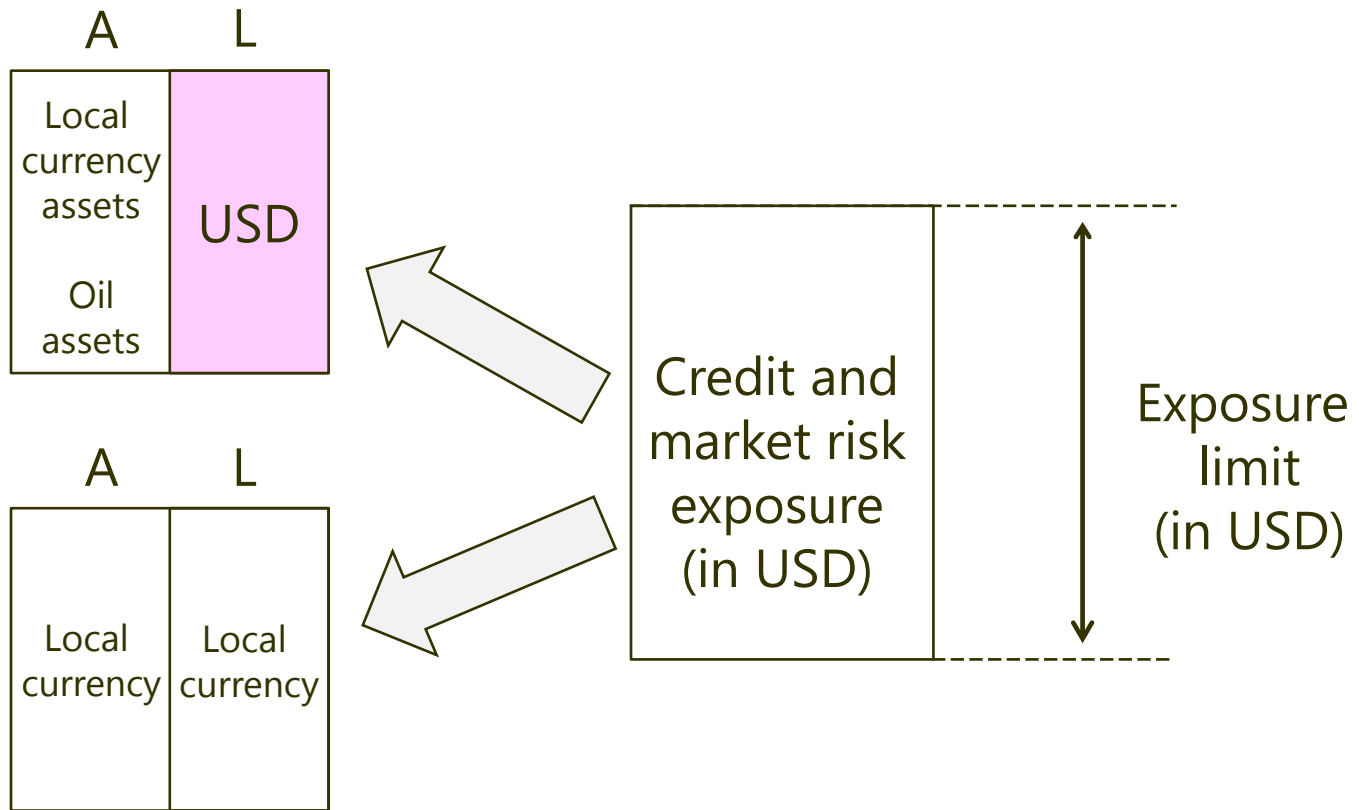 A L
Local
currency
assets
Oil
assets
USD
A L
Local
currency
Local
currency
Credit and
market risk
exposure
(in USD)
Exposure
limit
(in USD)